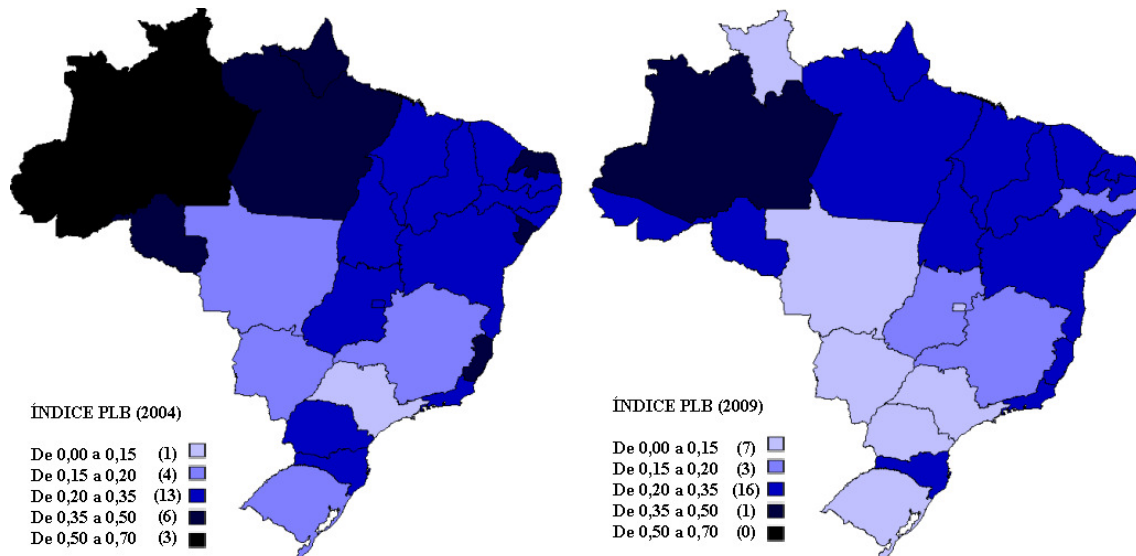 ÍNDICE PLB (2004)
De 0,00 a 0,15 (1)
De 0,15 a 0,20 (4)
De 0,20 a 0,35 (13)
De 0,35 a 0,50 (6)
De 0,50 a 0,70 (3)
ÍNDICE PLB (2009)
De 0,00 a 0,15 (7)
De 0,15 a 0,20 (3)
De 0,20 a 0,35 (16)
De 0,35 a 0,50 (1)
De 0,50 a 0,70 (0)